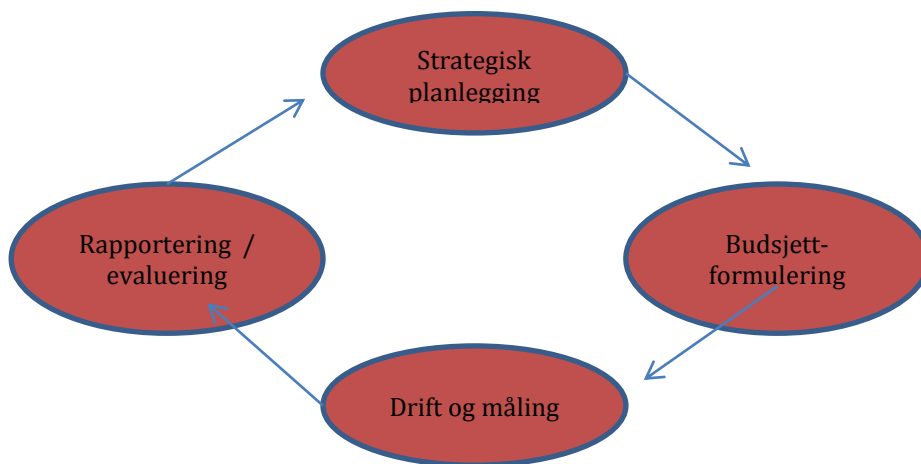 Strategisk
planlegging
Rapportering /
evaluering
Budsjett-
formulering
Drift og måling